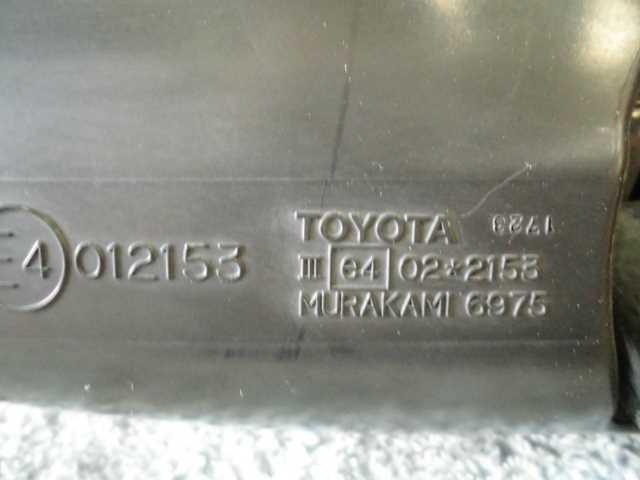 E4 012153
TOYOTA 1723
III e4 02*2153
MURAKAMI 6975